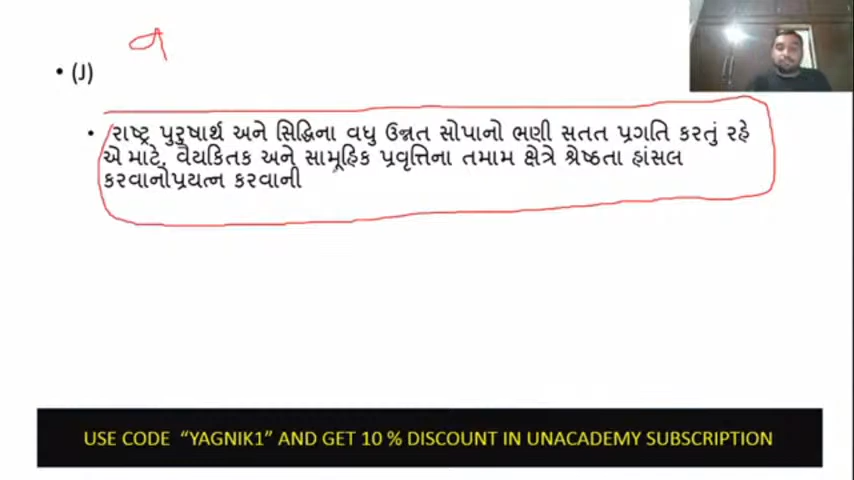 (J)
રાષ્ટ્ર પુરુષાર્થ અને સિદ્ધિના વધુ ઉન્નત સોપાનો ભણી સતત પ્રગતિ કરતું રહે
એ માટે, વૈયકિતક અને સામૂહિક પ્રવૃત્તિના તમામ ક્ષેત્રે શ્રેષ્ઠતા હાંસલ
કરવાનોપ્રયત્ન કરવાની
USE CODE “YAGNIK1” AND GET 10 % DISCOUNT IN UNACADEMY SUBSCRIPTION